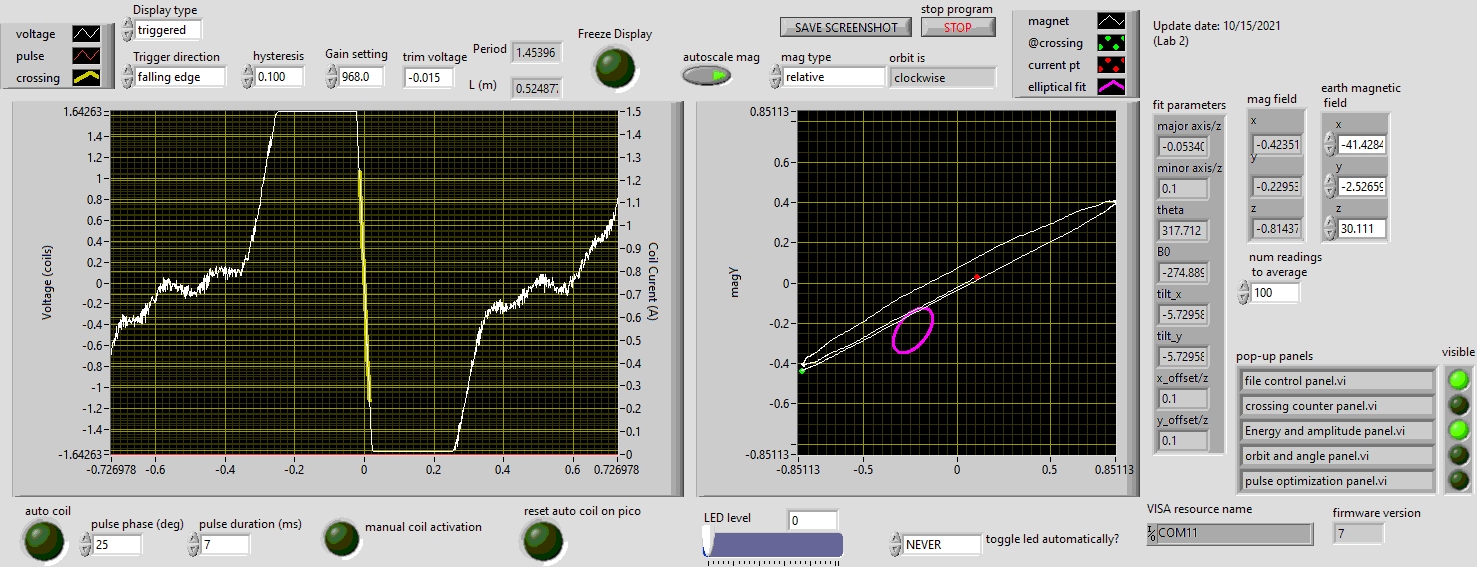 voltage
pulse
crossing
Display type
triggered
Trigger direction
falling edge
hysteresis
0.100
Gain setting
968.0
trim voltage
-0.015
Period
1.45396
L (m)
0.524877
Freeze Display
SAVE SCREENSHOT
stop program
STOP
autoscale mag
mag type
relative
orbit is
clockwise
magnet
@crossing
current pt
elliptical fit
Update date: 10/15/2021
(Lab 2)
Voltage (coils)
1.64263
1.4
1.2
1
0.8
0.6
0.4
0.2
0.0
-0.2
-0.4
-0.6
-0.8
-1
-1.2
-1.4
-1.64263
-0.726978
-0.6
-0.4
-0.2
0
0.2
0.4
0.6
0.726978
1.5
1.4
1.3
1.2
1.1
1
0.9
0.8
0.7
0.6
0.5
0.4
0.3
0.2
0.1
0
Coil Current (A)
magY
0.85113
0.6
0.4
0.2
0
-0.2
-0.4
-0.6
-0.85113
-0.85113
-0.5
0
0.5
0.85113
fit parameters
major axis/z
-0.0534
minor axis/z
0.1
theta
317.712
B0
-274.889
tilt_x
-5.72958
tilt_y
-5.72958
x_offset/z
0.1
y_offset/z
0.1
mag field
x
-0.42351
y
-0.22953
z
-0.81437
earth magnetic
field
x
-41.4284
y
-2.52659
z
30.111
num readings
to average
100
pop-up panels
visible
file control panel.vi
crossing counter panel.vi
Energy and amplitude panel.vi
orbit and angle panel.vi
pulse optimization panel.vi
auto coil
pulse phase (deg)
25
pulse duration (ms)
7
manual coil activation
reset auto coil on pico
LED level
0
NEVER
toggle led automatically?
VISA resource name
COM11
firmware version
7